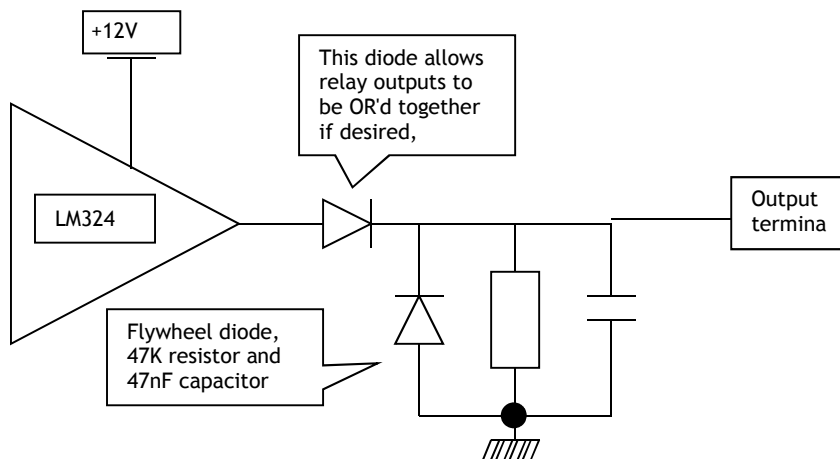 +12V
This diode allows
relay outputs to
be OR'd together
if desired,
LM324
Output
termina
Flywheel diode,
47K resistor and
47nF capacitor